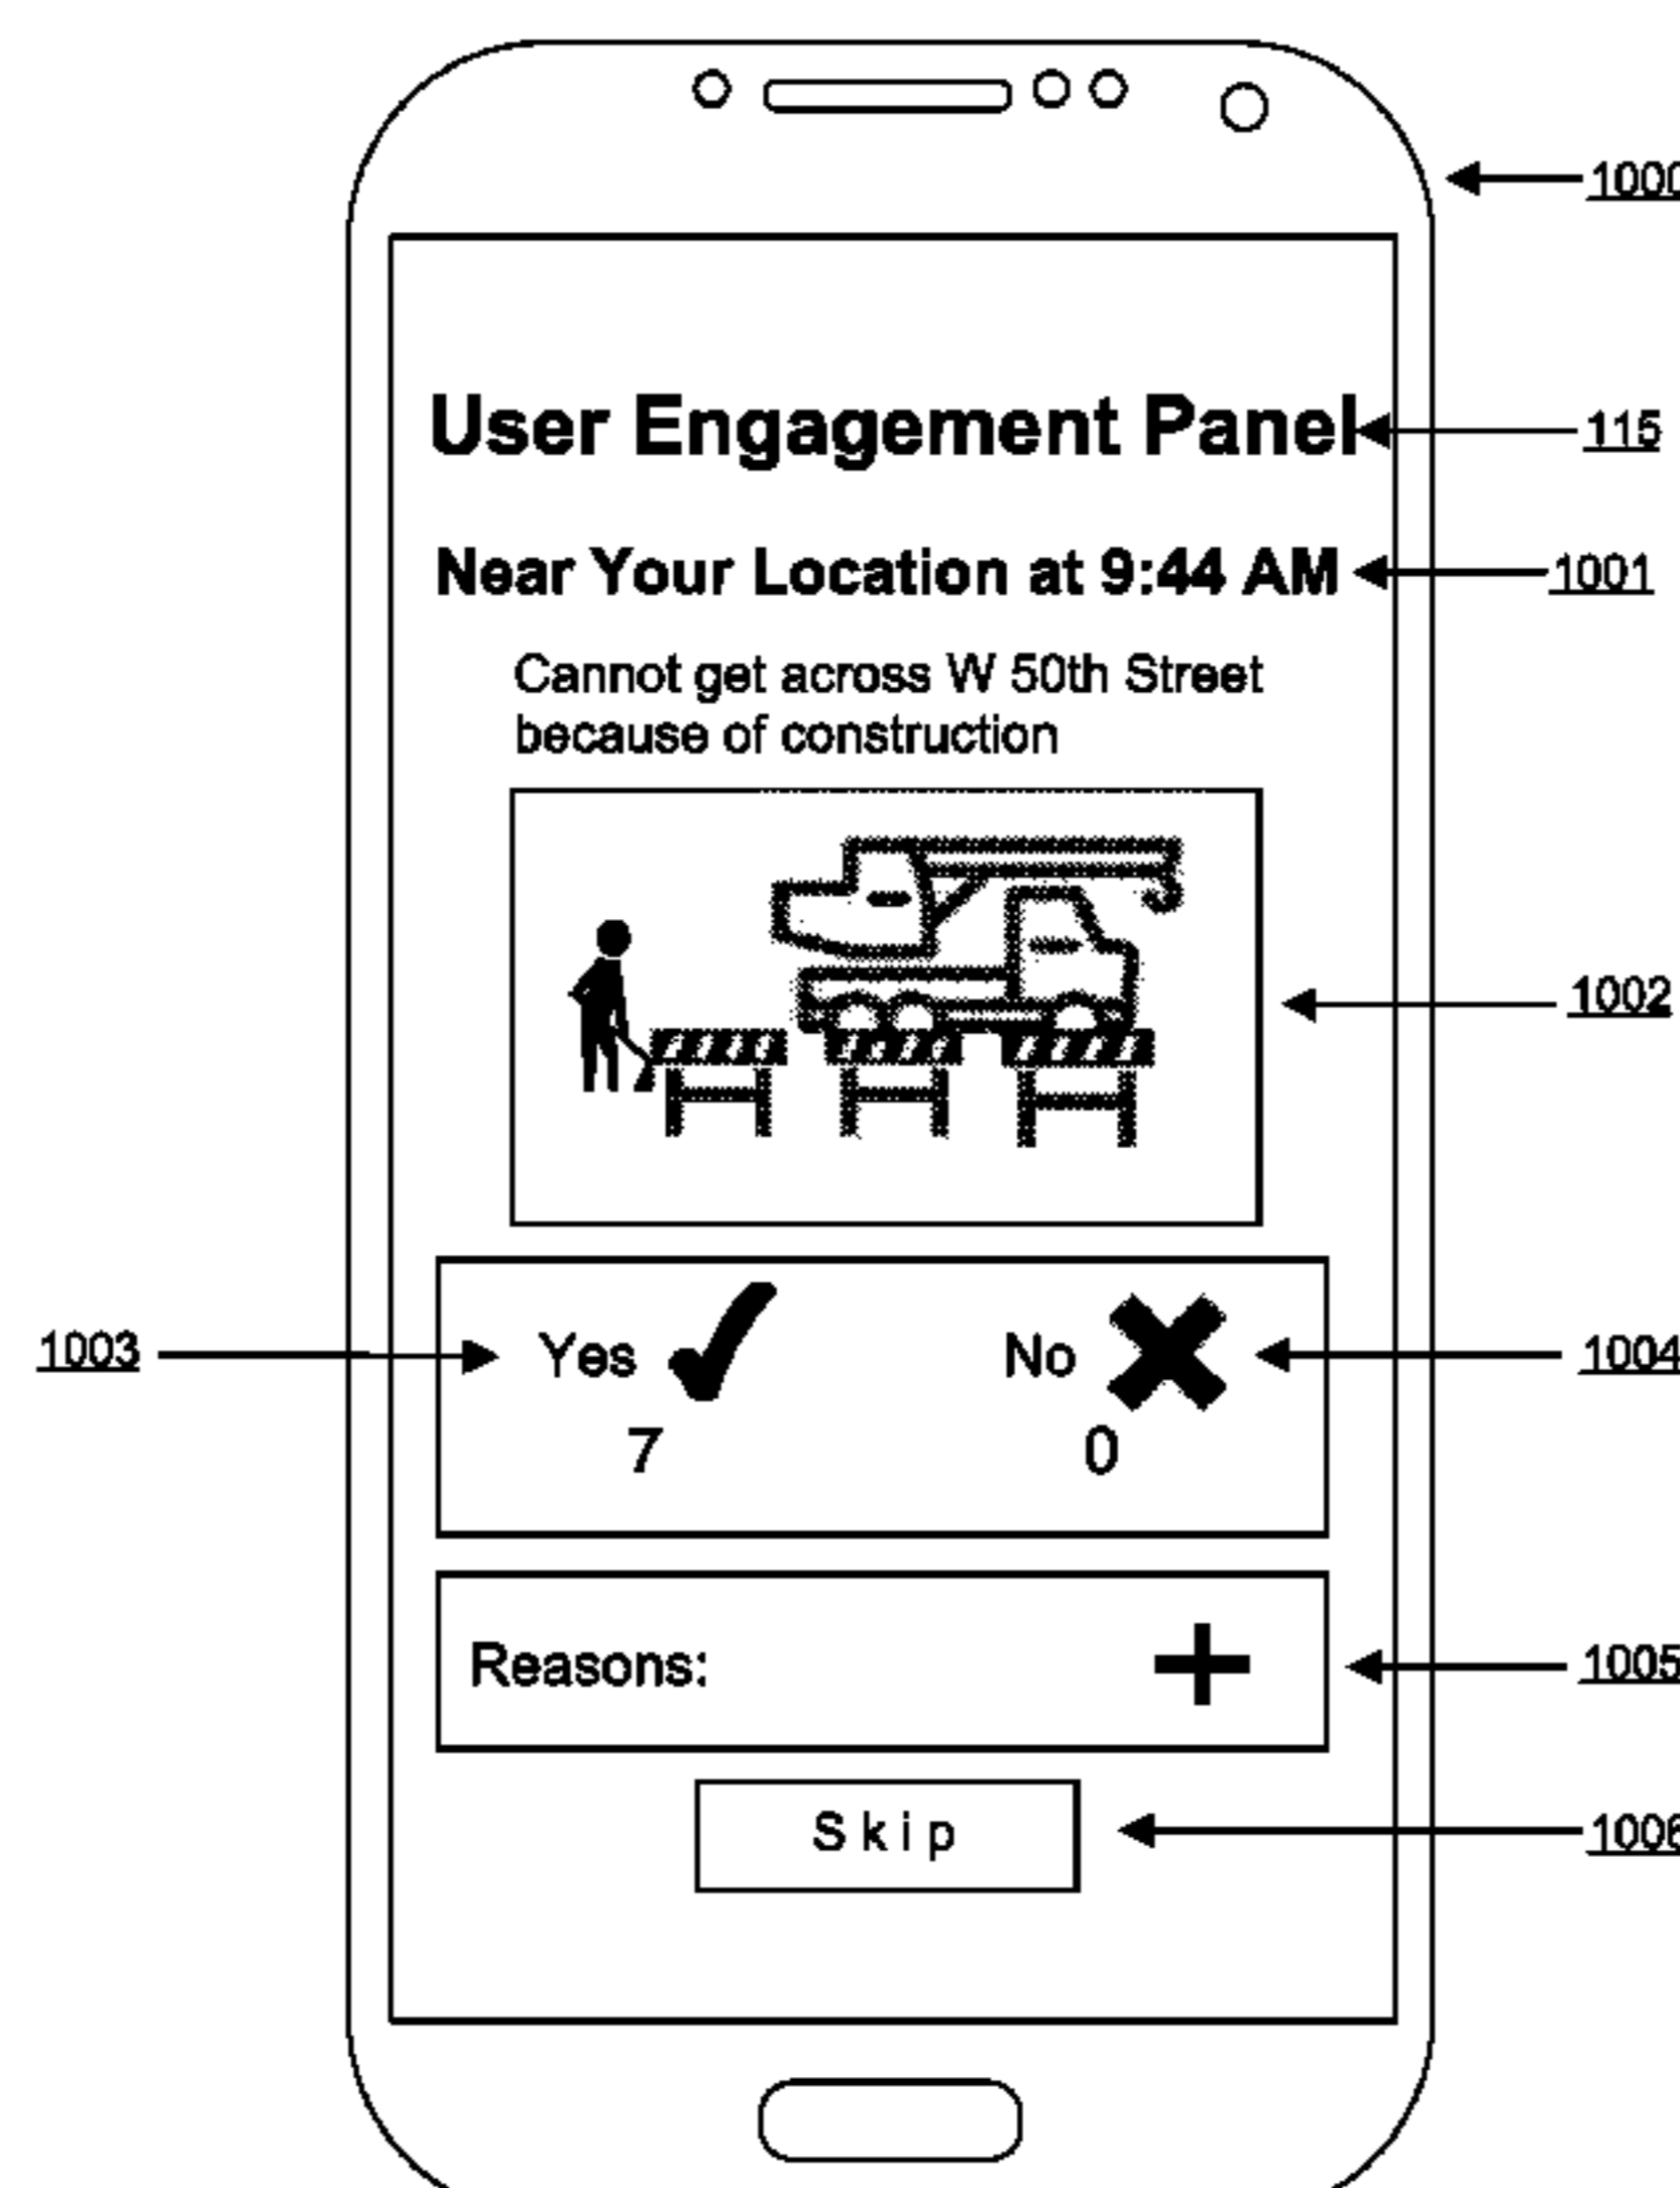 1000
User Engagement Panel
115
Near Your Location at 9:44 AM
1001
Cannot get across W 50th Street
because of construction
1002
1003
Yes
No
1004
7
0
Reasons:
1005
Skip
1006